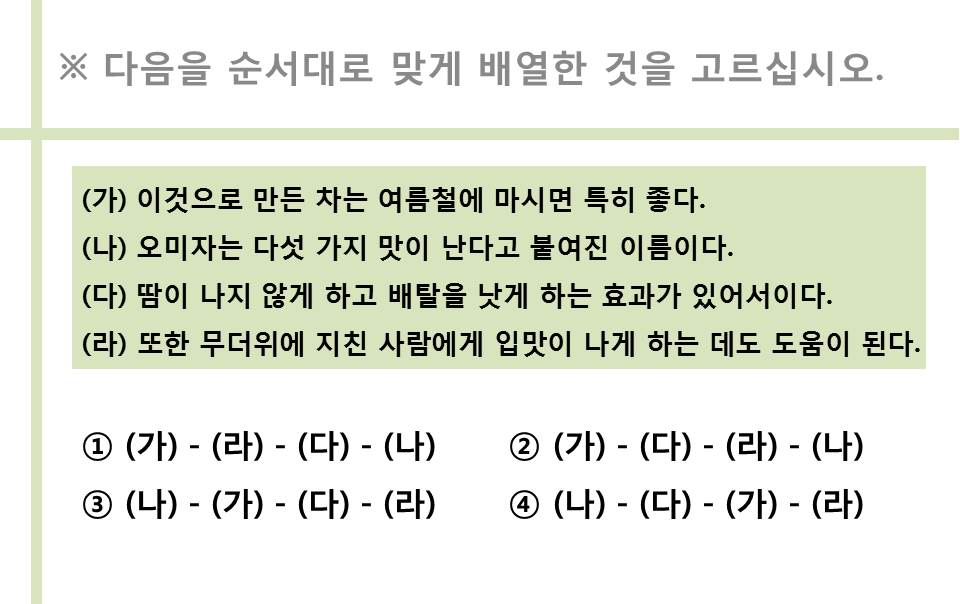 ※ 다음을 순서대로 맞게 배열한 것을 고르십시오.
(가) 이것으로 만든 차는 여름철에 마시면 특히 좋다.
(나) 오미자는 다섯 가지 맛이 난다고 붙여진 이름이다.
(다) 땀이 나지 않게 하고 배탈을 낫게 하는 효과가 있어서이다.
(라) 또한 무더위에 지친 사람에게 입맛이 나게 하는 데도 도움이 된다.
① (가) - (라) - (다) - (나) ② (가) - (다) - (라) - (나)
③ (나) - (가) - (다) - (라) ④ (나) - (다) - (가) - (라)